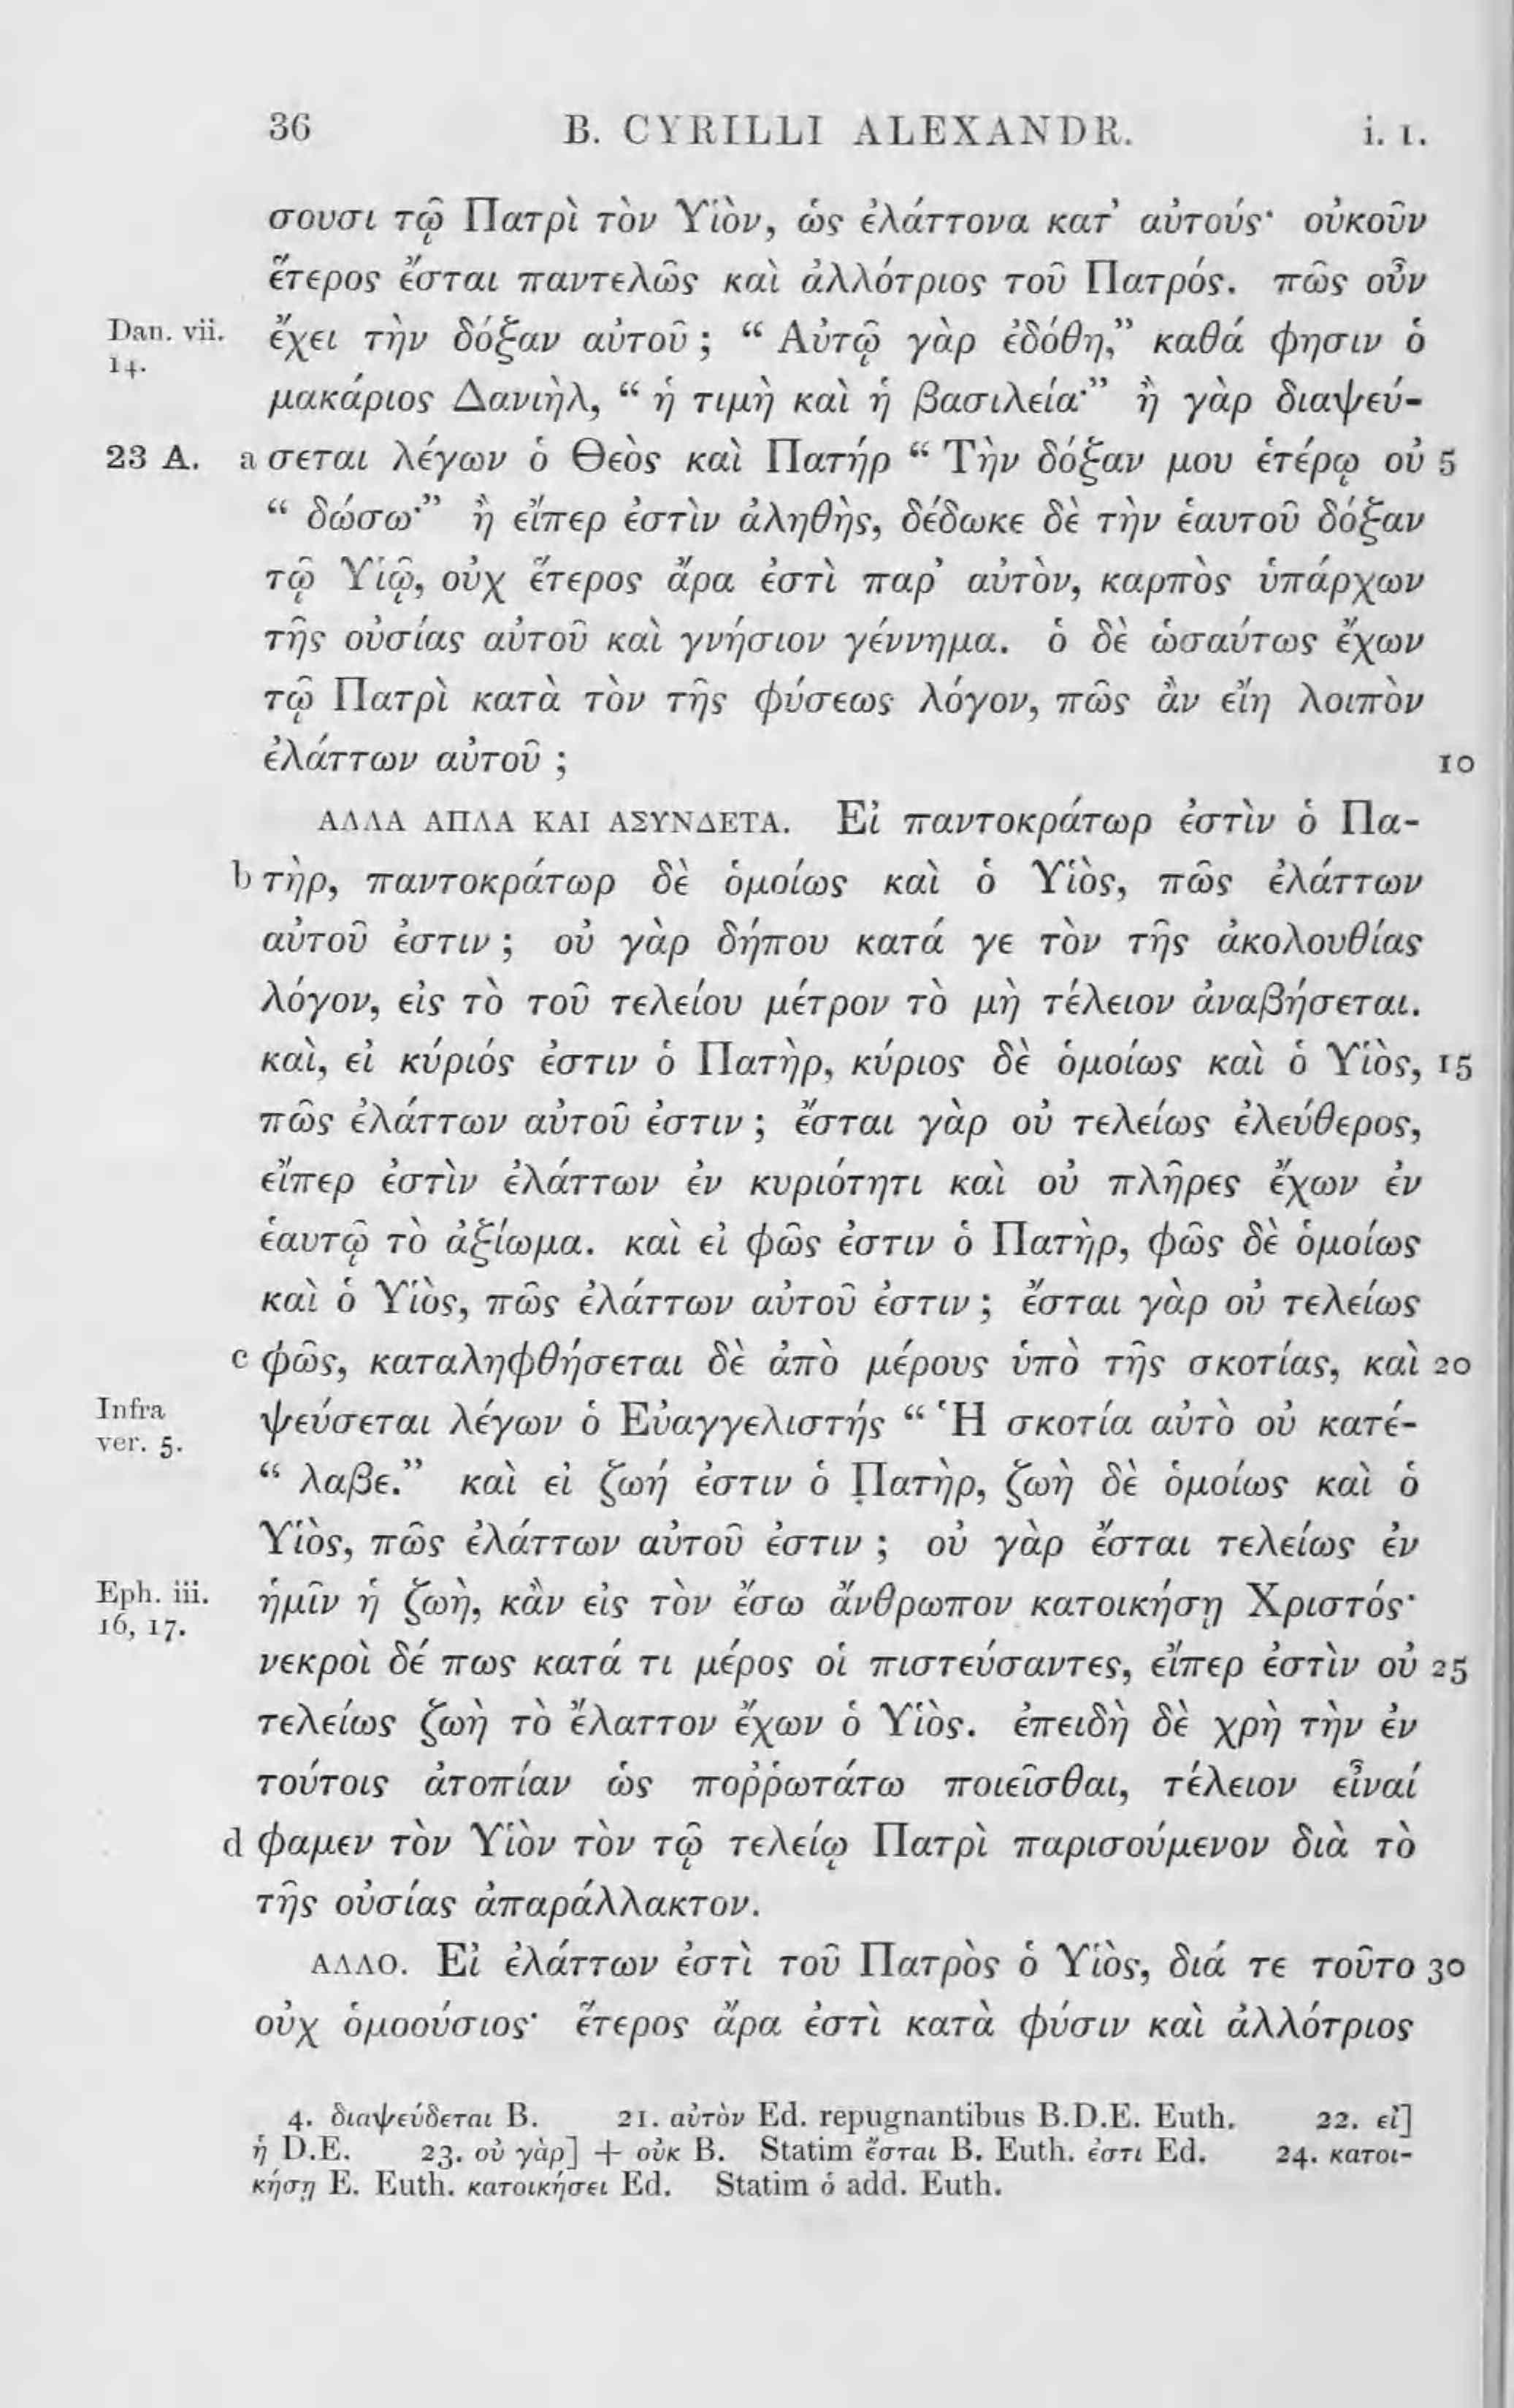 36 B. CYRILLI ALEXANDR. i. 1.
σουσι τῷ Πατρὶ τὸν Υἱὸν, ὡς ἐλάττονα κατ’ αὐτούς· οὐκοῦν
ἕτερος ἔσται παντελῶς καὶ ἀλλότριος τοῦ Πατρός. πῶς οὖν
Dan. vii. ἔχει τὴν δόξαν αὐτοῦ ; “ Αὐτῷ γὰρ ἐδόθη,” καθά φησιν ὁ
14. μακάριος Δανιὴλ, “ ἡ τιμὴ καὶ ἡ βασιλεία·” ἢ γὰρ διαψεύ-
23 A. a σεται λέγων ὁ Θεὸς καὶ Πατήρ “ Τὴν δόξαν μου ἑτέρῳ οὐ 5
“ δώσω·” ἢ εἴπερ ἐστὶν ἀληθὴς, δέδωκε δὲ τὴν ἑαυτοῦ δόξαν
τῷ Υἱῷ, οὐχ ἕτερος ἄρα ἐστὶ παρ’ αὐτὸν, καρπὸς ὑπάρχων
τῆς οὐσίας αὐτοῦ καὶ γνήσιον γέννημα. ὁ δὲ ὡσαύτως ἔχων
τῷ Πατρὶ κατὰ τὸν τῆς φύσεως λόγον, πῶς ἂν εἴη λοιπὸν
ἐλάττων αὐτοῦ ; 10
ΑΛΛΑ ΑΠΛΑ ΚΑΙ ΑΣΥΝΔΕΤΑ. Εἰ παντοκράτωρ ἐστὶν ὁ Πα-
b τὴρ, παντοκράτωρ δὲ ὁμοίως καὶ ὁ Υἱὸς, πῶς ἐλάττων
αὐτοῦ ἐστιν ; οὐ γὰρ δήπου κατά γε τὸν τῆς ἀκολουθίας
λόγον, εἰς τὸ τοῦ τελείου μέτρον τὸ μὴ τέλειον ἀναβήσεται.
καὶ, εἰ κύριός ἐστιν ὁ Πατὴρ, κύριος δὲ ὁμοίως καὶ ὁ Υἱὸς, 15
πῶς ἐλάττων αὐτοῦ ἐστιν ; ἔσται γὰρ οὐ τελείως ἐλεύθερος,
εἴπερ ἐστὶν ἐλάττων ἐν κυριότητι καὶ οὐ πλῆρες ἔχων ἐν
ἑαυτῷ τὸ ἀξίωμα. καὶ εἰ φῶς ἐστιν ὁ Πατὴρ, φῶς δὲ ὁμοίως
καὶ ὁ Υἱὸς, πῶς ἐλάττων αὐτοῦ ἐστιν ; ἔσται γὰρ οὐ τελείως
c φῶς, καταληφθήσεται δὲ ἀπὸ μέρους ὑπὸ τῆς σκοτίας, καὶ 20
Infra ψεύσεται λέγων ὁ Εὐαγγελιστής “ Ἡ σκοτία αὐτὸ οὐ κατέ-
ver. 5. “ λαβε.” καὶ εἰ ζωή ἐστιν ὁ Πατὴρ, ζωὴ δὲ ὁμοίως καὶ ὁ
Υἱὸς, πῶς ἐλάττων αὐτοῦ ἐστιν ; οὐ γὰρ ἔσται τελείως ἐν
Eph. iii. ἡμῖν ἡ ζωὴ, κἂν εἰς τὸν ἔσω ἄνθρωπον κατοικήσῃ Χριστός·
16, 17. νεκροὶ δέ πως κατά τι μέρος οἱ πιστεύσαντες, εἴπερ ἐστὶν οὐ 25
τελείως ζωὴ τὸ ἔλαττον ἔχων ὁ Υἱὸς. ἐπειδὴ δὲ χρὴ τὴν ἐν
τούτοις ἀτοπίαν ὡς ποῤῥωτάτω ποιεῖσθαι, τέλειον εἶναί
d φαμεν τὸν Υἱὸν τὸν τῷ τελείῳ Πατρὶ παρισούμενον διὰ τὸ
τῆς οὐσίας ἀπαράλλακτον.
ΑΛΛΟ. Εἰ ἐλάττων ἐστὶ τοῦ Πατρὸς ὁ Υἱὸς, διά τε τοῦτο 30
οὐχ ὁμοούσιος· ἕτερος ἄρα ἐστὶ κατὰ φύσιν καὶ ἀλλότριος
4. διαψεύδεται B. 21. αὐτὸν Ed. repugnantibus B.D.E. Euth. 22. εἰ]
ἡ D.E. 23. οὐ γὰρ] + οὐκ B. Statim ἔσται B. Euth. ἐστι Ed. 24. κατοι-
κήσῃ E. Euth. κατοικήσει Ed. Statim ὁ add. Euth.